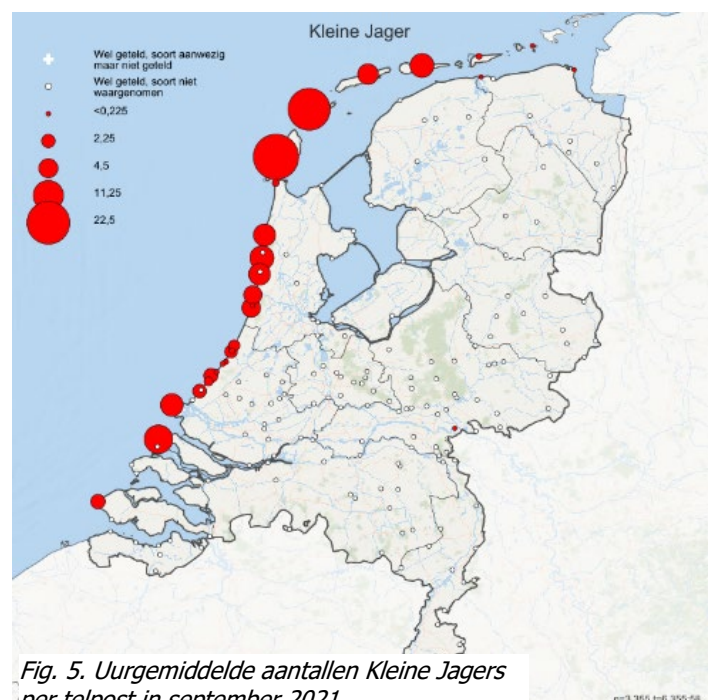 Kleine Jager
Wel geteld, soort aanwezig
maar niet geteld
Wel geteld, soort niet
waargenomen
<0,225
2,25
4,5
11,25
22,5
Fig. 5. Uurgemiddelde aantallen Kleine Jagers
per telpost in september 2021